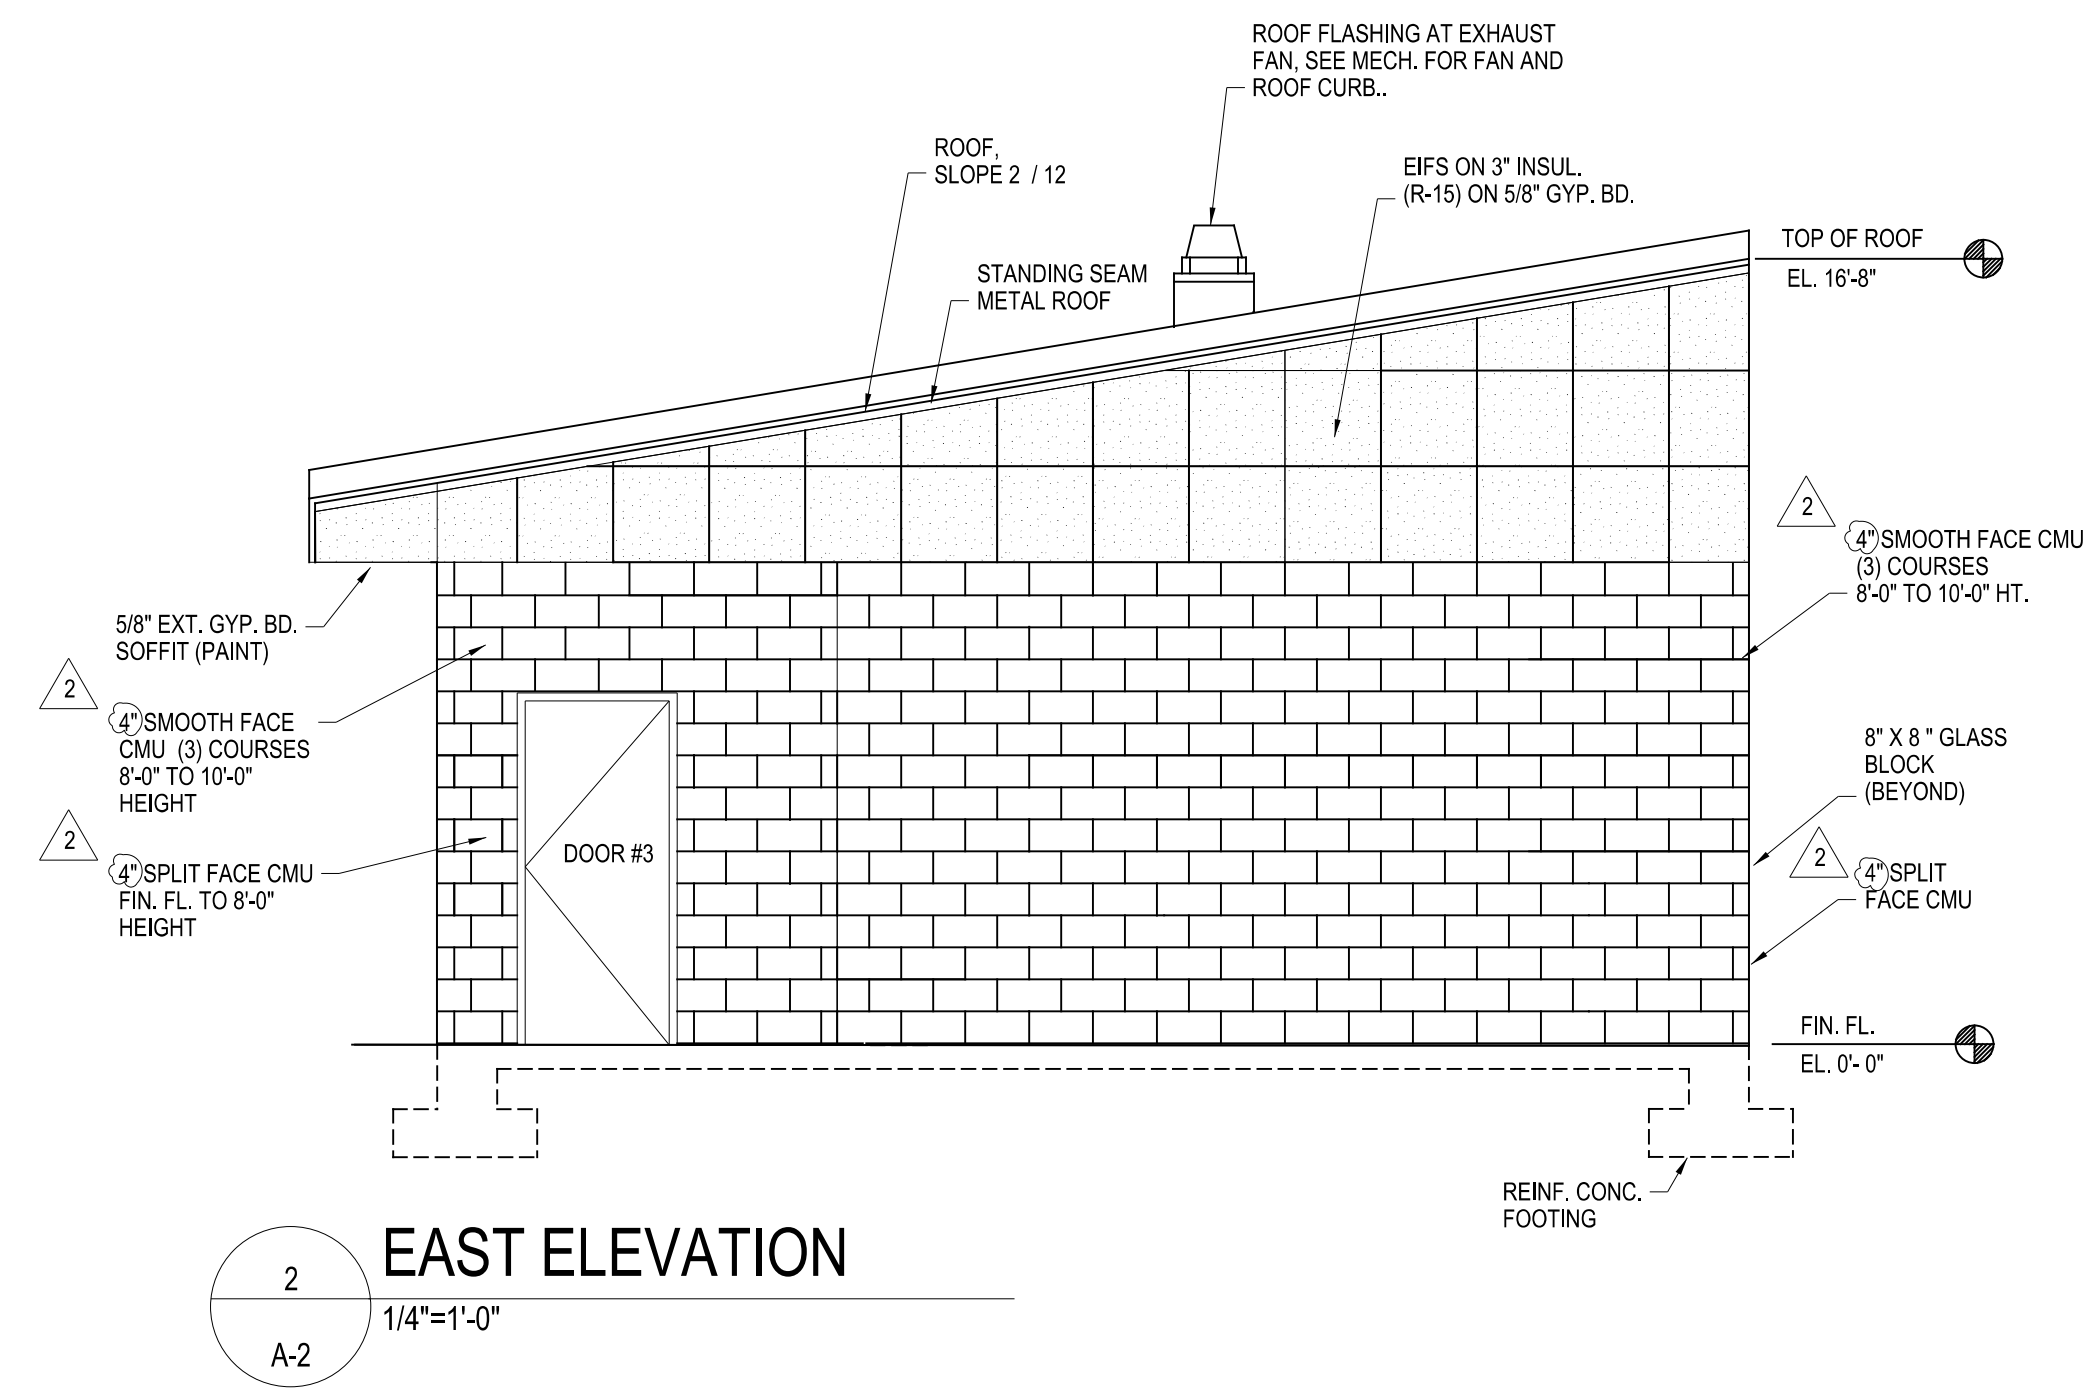 ROOF FLASHING AT EXHAUST
FAN, SEE MECH. FOR FAN AND
ROOF CURB..
ROOF,
SLOPE 2 / 12
EIFS ON 3" INSUL.
(R-15) ON 5/8" GYP. BD.
STANDING SEAM
METAL ROOF
TOP OF ROOF
EL. 16'-8"
2
4" SMOOTH FACE CMU
(3) COURSES
8'-0" TO 10'-0" HT.
5/8" EXT. GYP. BD.
SOFFIT (PAINT)
2
4" SMOOTH FACE
CMU (3) COURSES
8'-0" TO 10'-0"
HEIGHT
8" X 8 " GLASS
BLOCK
(BEYOND)
2
4" SPLIT FACE CMU
FIN. FL. TO 8'-0"
HEIGHT
DOOR #3
2
4" SPLIT
FACE CMU
FIN. FL.
EL. 0'- 0"
REINF. CONC.
FOOTING
2
A-2
EAST ELEVATION
1/4"=1'-0"